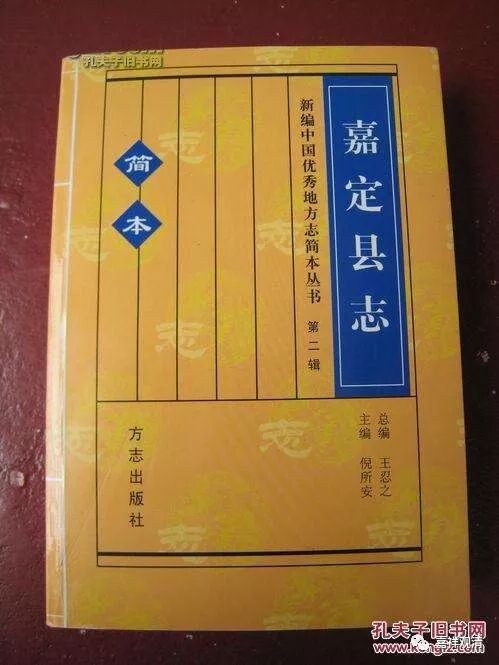 孔夫子旧书网
嘉定县志
新编中国优秀地方志简本丛书 第二辑
简本
总编 王忍之
主编 倪所安
方志出版社
孔夫子旧书网